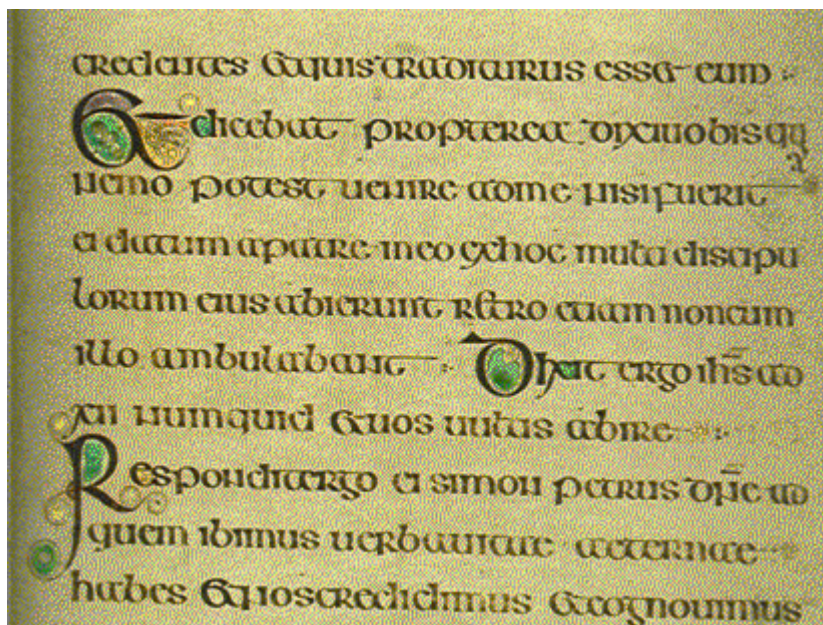 credentes et quis traditurus esset eum
Et dicebat propterea dixi uobis
nemo potest uenire ad me nisi fuerit
ei datum a patre in eo ex hoc multi discipu
lorum eius abierunt retro et iam non cum
illo ambulabant Dixit ergo ihs ad
xii numquid et uos uultis abire
Respondit ergo ei simon petrus dne ad
quem ibimus uerba uitae aeternae
habes et nos credidimus et cognouimus